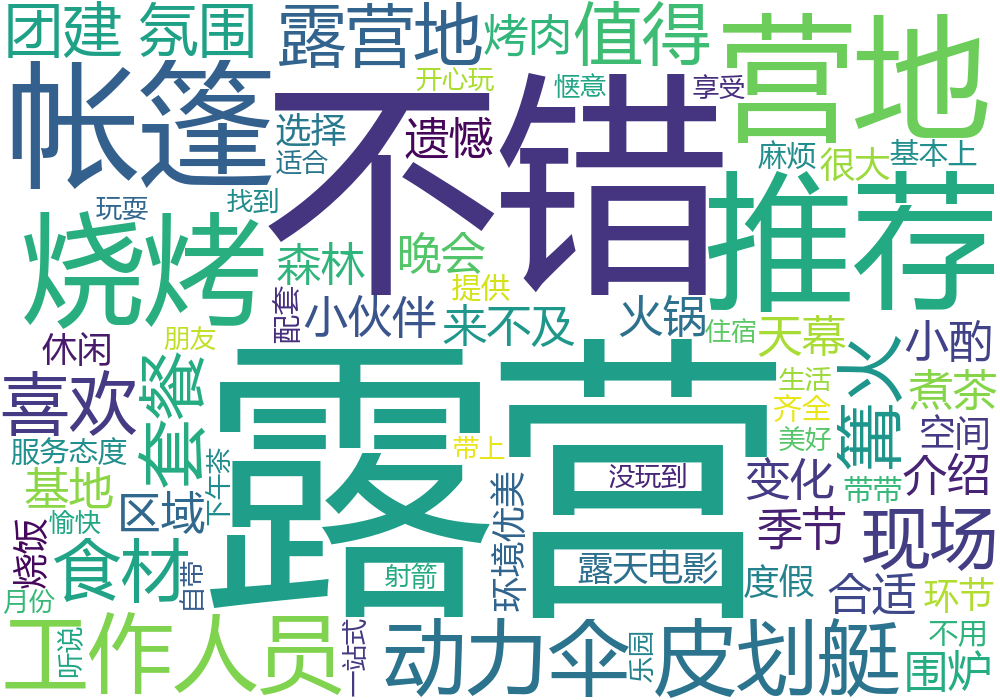 团建
氛围
露营地
烤肉
值得
营地
帐篷
不错
开心玩
惬意
享受
选择
遗憾
适合
麻烦
很大
基本上
推荐
玩耍
找到
烧烤
森林
晚会
提供
配套
小伙伴
来不及
火锅
住宿
天幕
小酌
休闲
朋友
喜欢
套餐
露营
生活
齐全
美好
篝火
煮茶
空间
服务态度
带上
没玩到
变化
带带
介绍
基地
区域
下午茶
环境优美
季节
现场
愉快
烧饭
食材
自带
射箭
露天电影
度假
合适
环节
月份
工作人员
听说
一站式
动力伞
乐园
皮划艇
不用
围炉